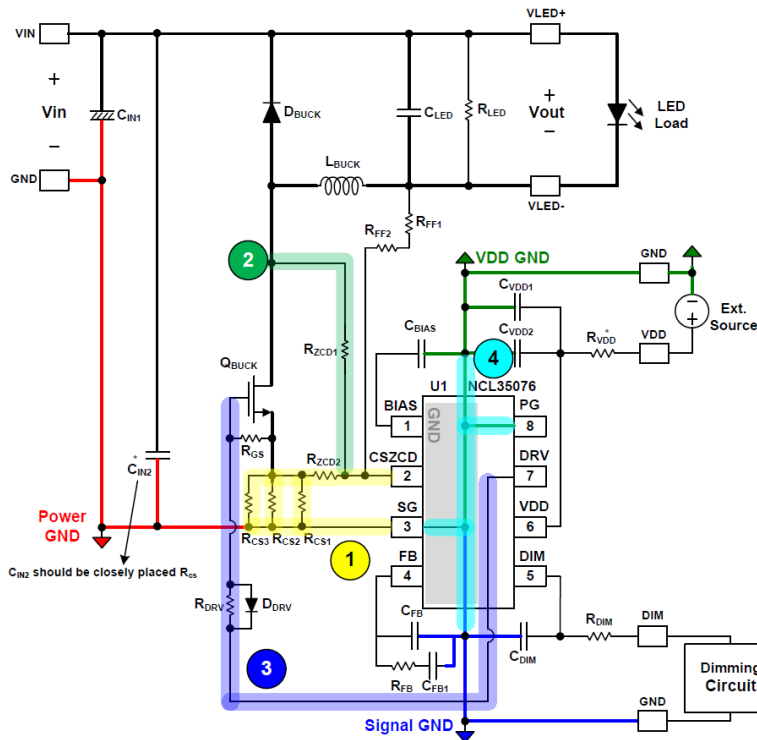 VIN
VLED+
+
Vin
−
CIN1
DBUCK
CLED
RLED
+
Vout
−
LED
Load
GND
LBUCK
VLED-
RFF2
RFF1
2
VDD GND
GND
CVDD1
−
+
Ext.
Source
CBIAS
CVDD2
RVDD*
VDD
RZCD1
4
QBUCK
U1
NCL35076
BIAS
1
GND
PG
8
RGS
RZCD2
CSZCD
2
DRV
7
*
CIN2
Power
GND
SG
3
VDD
6
RCS3
RCS2
RCS1
1
FB
4
DIM
5
CIN2 should be closely placed Rcs
RDRV
DDRV
CFB
RDIM
DIM
CDIM
3
RFB
CFB1
Dimming
Circuit
GND
Signal GND